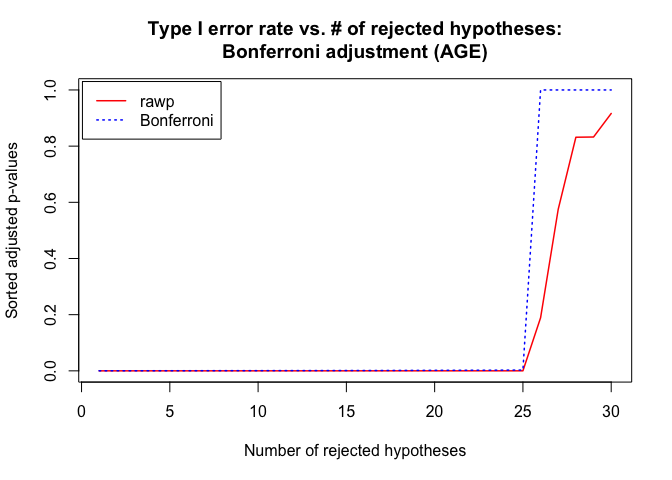 Type I error rate vs. # of rejected hypotheses:
Bonferroni adjustment (AGE)
rawp
Bonferroni
Sorted adjusted p-values
1.0
0.8
0.6
0.4
0.2
0.0
0 5 10 15 20 25 30
Number of rejected hypotheses